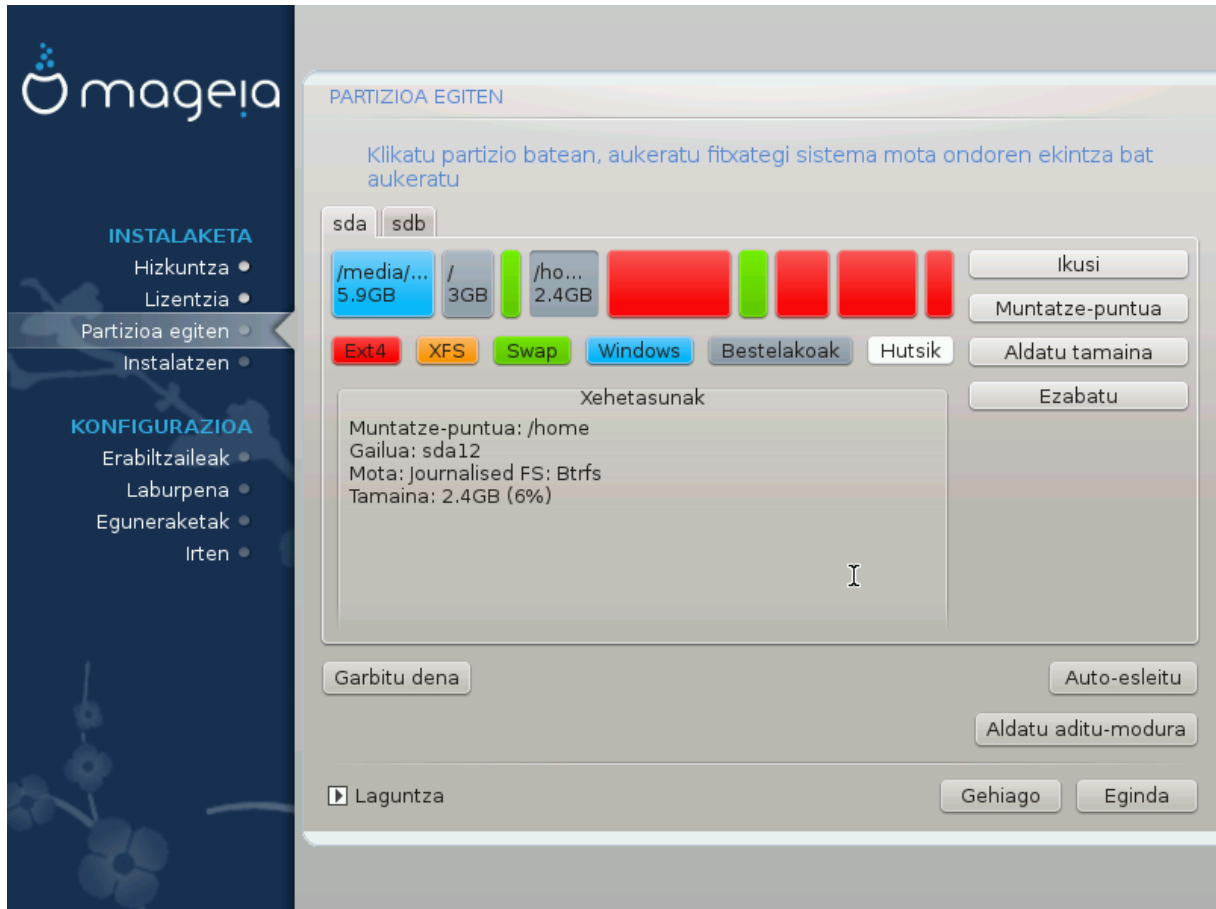 mageia
INSTALAKETA
Hizkuntza
Lizentzia
Partizioa egiten
Instalatzen
KONFIGURAZIOA
Erabiltzaileak
Laburpena
Eguneraketak
Irten
PARTIZIOA EGITEN
Klikatu partizio batean, aukeratu fitxategi sistema mota ondoren ekintza bat
aukeratu
sda sdb
/media/...
5.9GB
/
3GB
/ho...
2.4GB
Ext4 XFS Swap Windows Bestelakoak Hutsik
Ikusi
Muntatze-puntua
Aldatu tamaina
Ezabatu
Xehetasunak
Muntatze-puntua: /home
Gailua: sda12
Mota: Journalised FS: Btrfs
Tamaina: 2.4GB (6%)
Garbitu dena
Auto-esleitu
Aldatu aditu-modura
Laguntza
Gehiago
Eginda